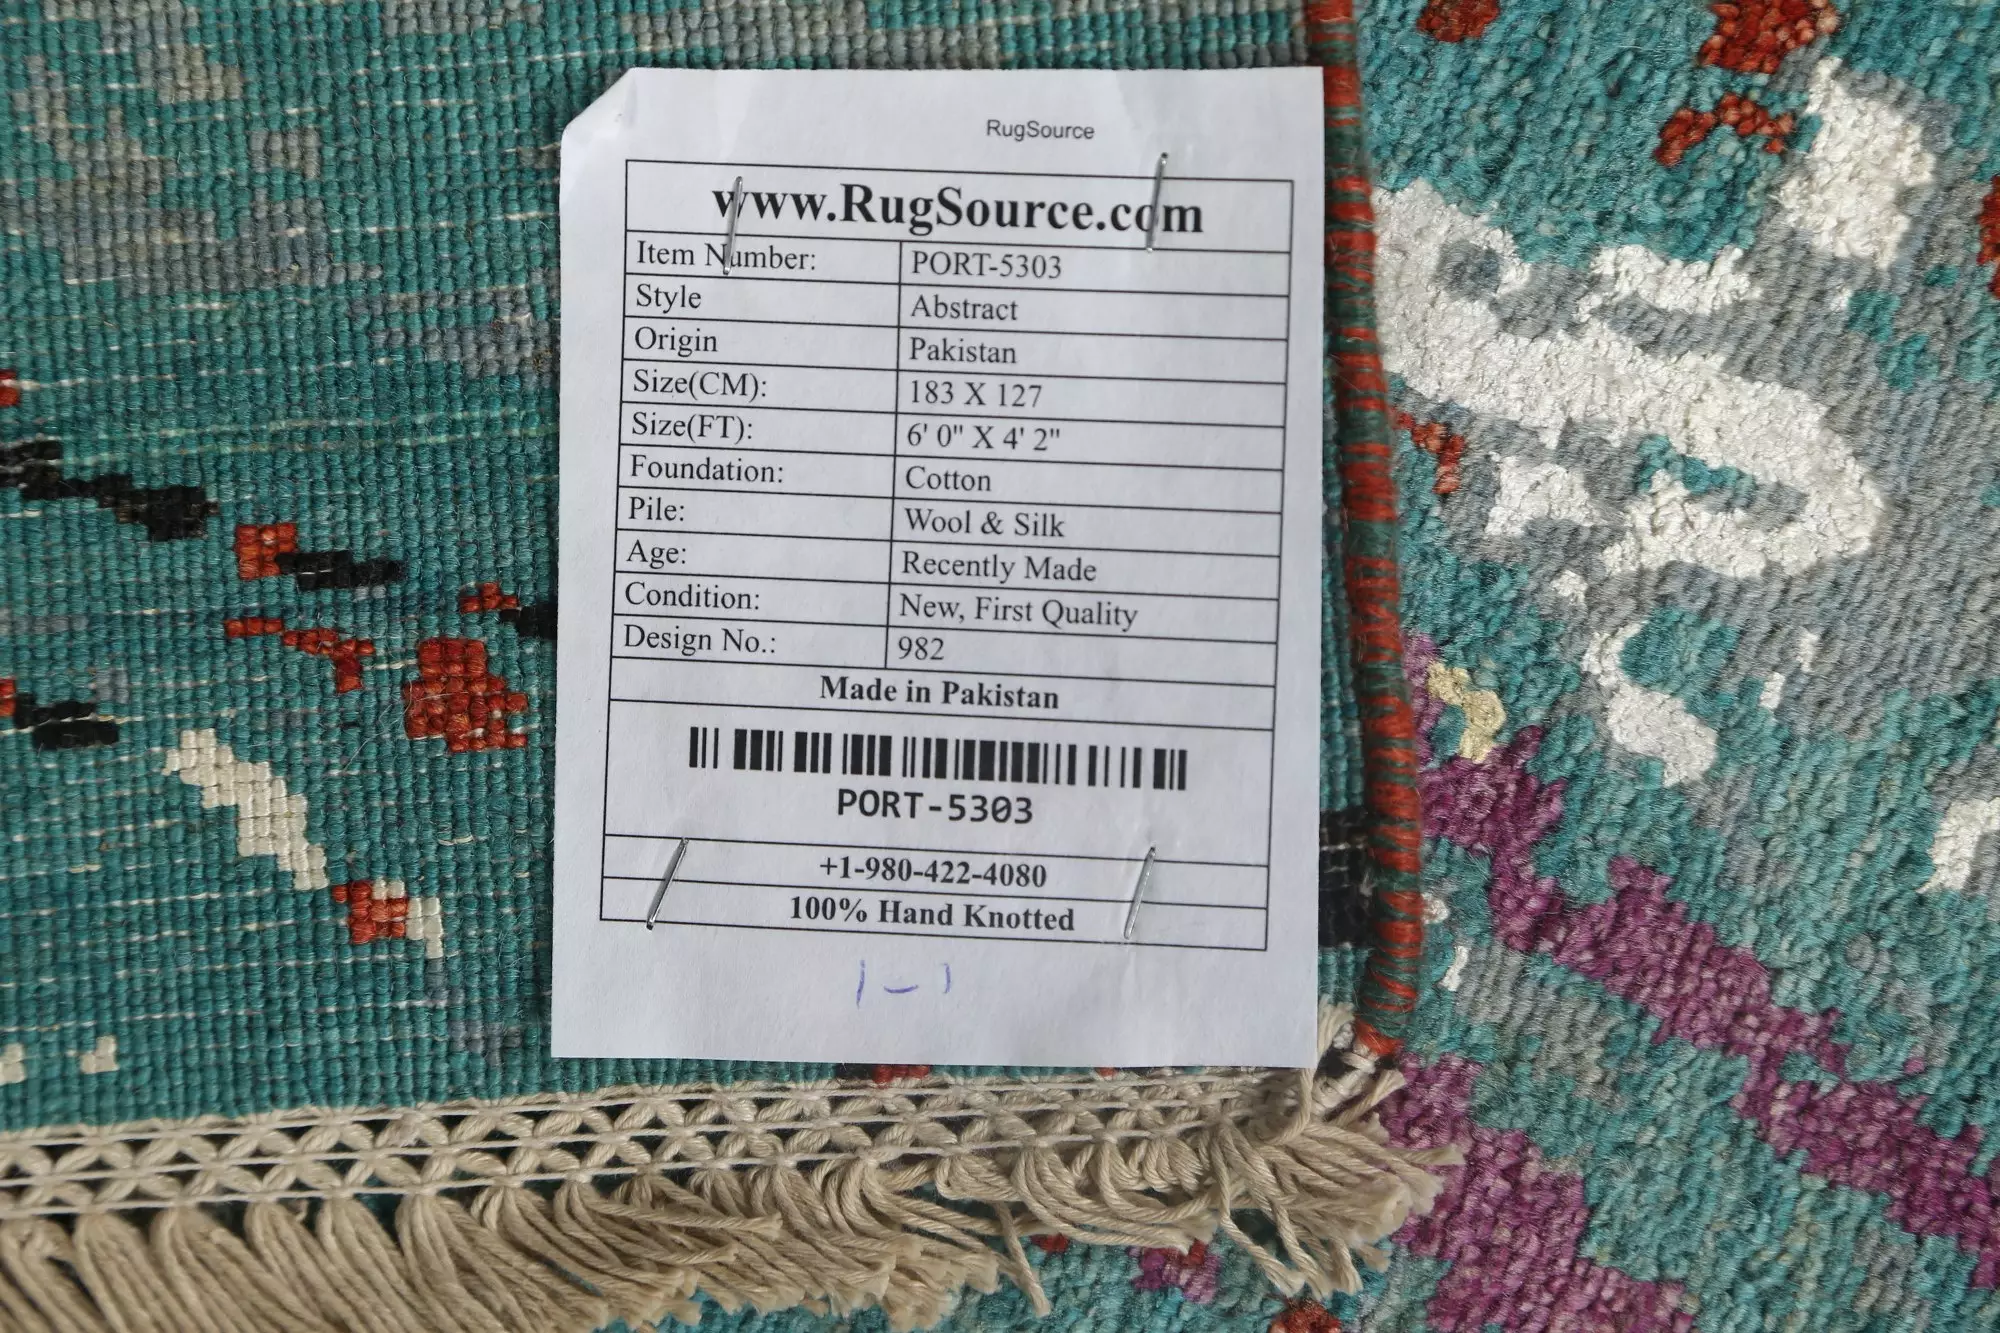 RugSource
www.RugSource.com
Item Number: PORT-5303
Style Abstract
Origin Pakistan
Size(CM): 183 X 127
Size(FT): 6' 0" X 4' 2"
Foundation: Cotton
Pile: Wool & Silk
Age: Recently Made
Condition: New, First Quality
Design No.: 982
Made in Pakistan
PORT-5303
+1-980-422-4080
100% Hand Knotted